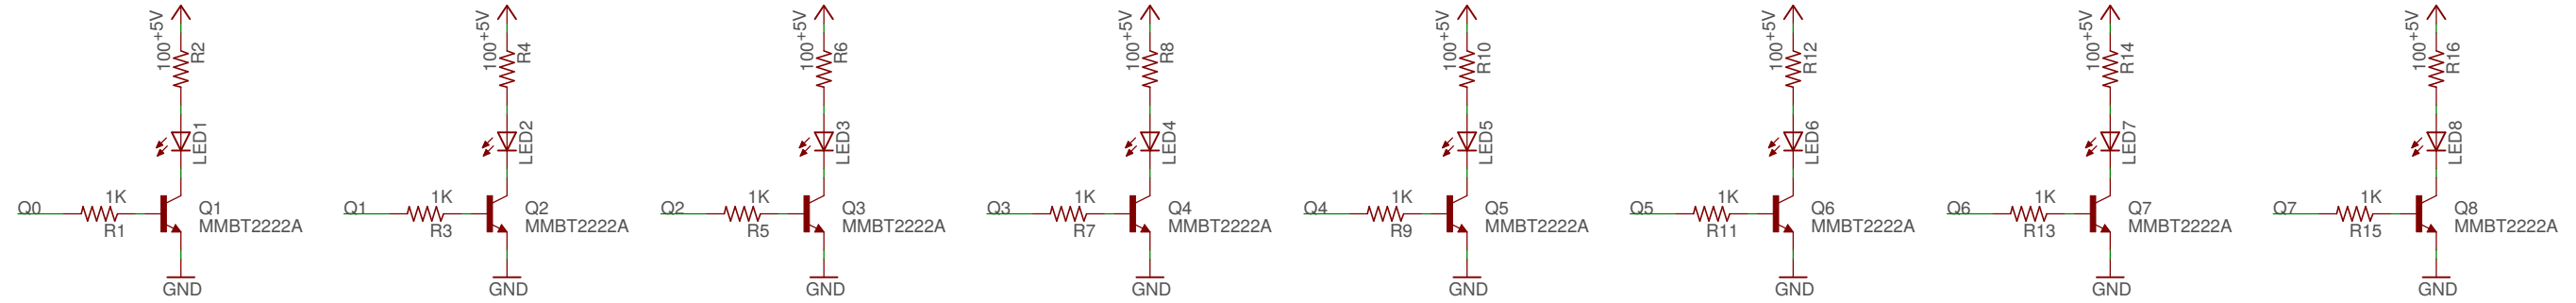 +5V
100
R2
LED1
Q0
1K
R1
Q1
MMBT2222A
GND
+5V
100
R4
LED2
Q1
1K
R3
Q2
MMBT2222A
GND
+5V
100
R6
LED3
Q2
1K
R5
Q3
MMBT2222A
GND
+5V
100
R8
LED4
Q3
1K
R7
Q4
MMBT2222A
GND
+5V
100
R10
LED5
Q4
1K
R9
Q5
MMBT2222A
GND
+5V
100
R12
LED6
Q5
1K
R11
Q6
MMBT2222A
GND
+5V
100
R14
LED7
Q6
1K
R13
Q7
MMBT2222A
GND
+5V
100
R16
LED8
Q7
1K
R15
Q8
MMBT2222A
GND